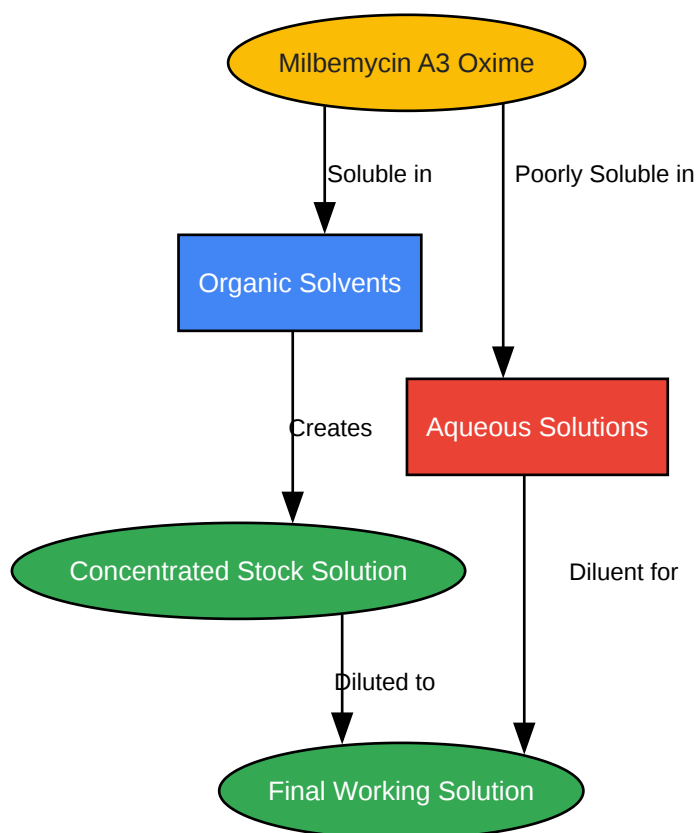 Milbemycin A3 Oxime
Soluble in
Poorly Soluble in
Organic Solvents
Creates
Aqueous Solutions
Concentrated Stock Solution
Diluent for
Diluted to
Final Working Solution